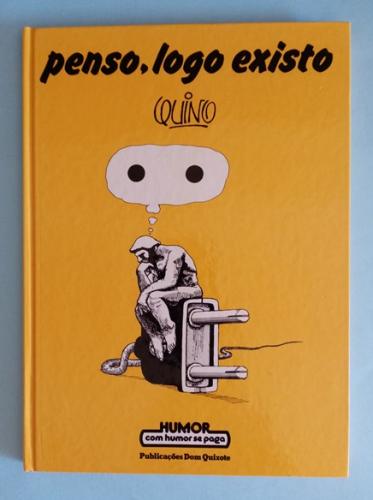 penso, logo existo
QUINO
HUMOR
com humor se paga
Publicações Dom Quixote